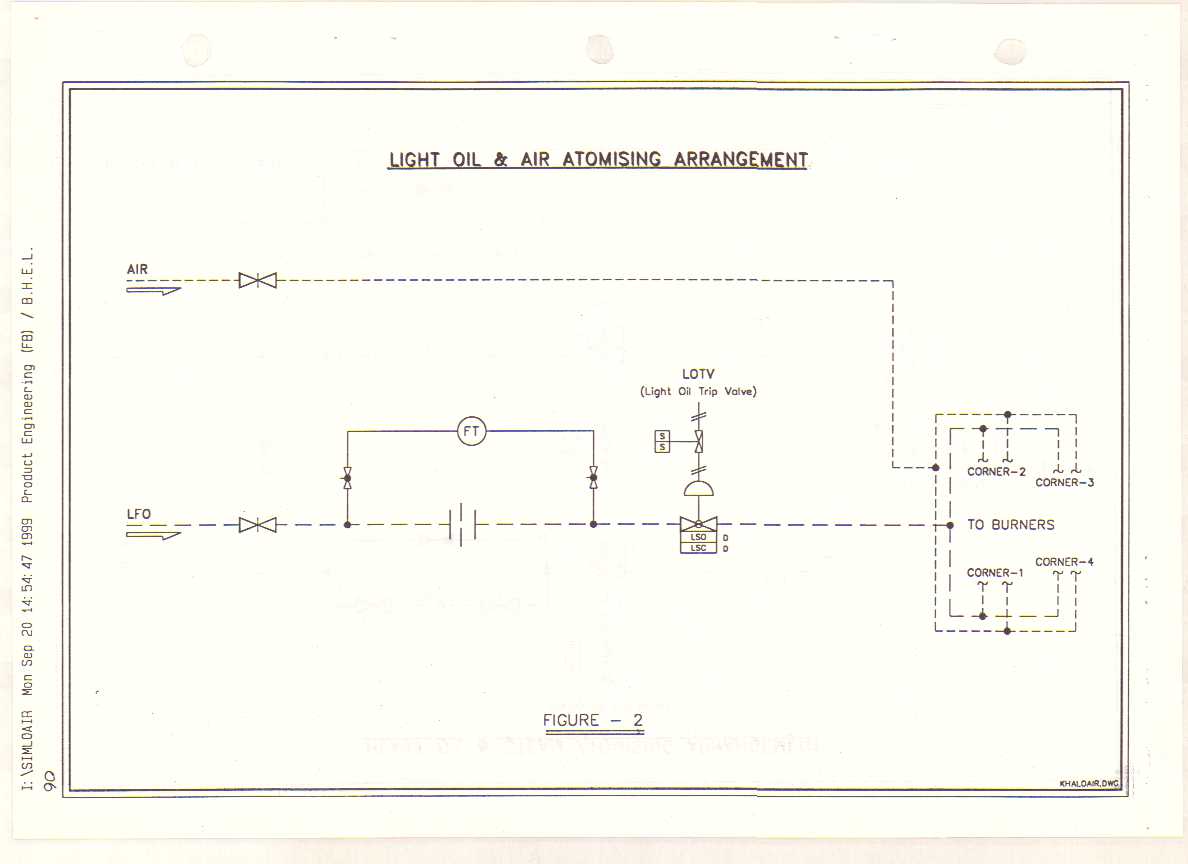 LIGHT OIL & AIR ATOMISING ARRANGEMENT
AIR
LOTV
(Light Oil Trip Valve)
FT
S
S
CORNER-2
CORNER-3
LFO
TO BURNERS
LSO D
LSC D
CORNER-4
CORNER-1
FIGURE - 2
KHALOAIR.DWG
I:\SIMLOAIR Mon Sep 20 14:54:47 1999 Product Engineering (FB) / B.H.E.L.
90